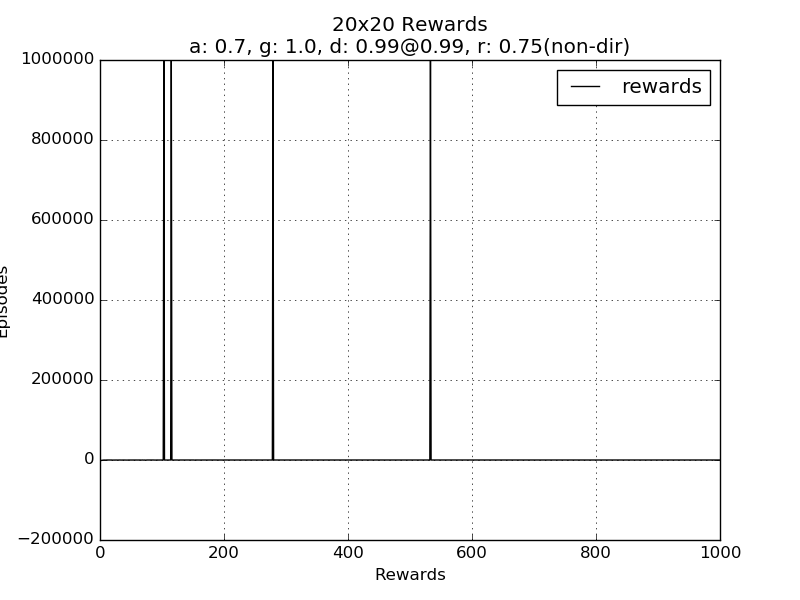 20x20 Rewards
a: 0.7, g: 1.0, d: 0.99@0.99, r: 0.75(non-dir)
1000000
800000
600000
400000
200000
0
−200000
Episodes
rewards
0 200 400 600 800 1000
Rewards